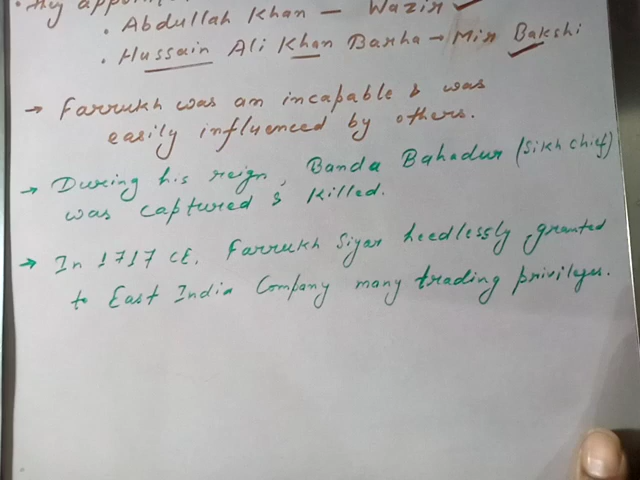 • Abdullah Khan – Wazir ✓
• Hussain Ali Khan Barha → Mir Bakshi
→ Farrukh was an incapable & was
easily influenced by others.
→ During his reign, Banda Bahadur (Sikh chief)
was captured & killed.
→ In 1717 CE, Farrukh Siyar heedlessly granted
to East India Company many trading privileges.